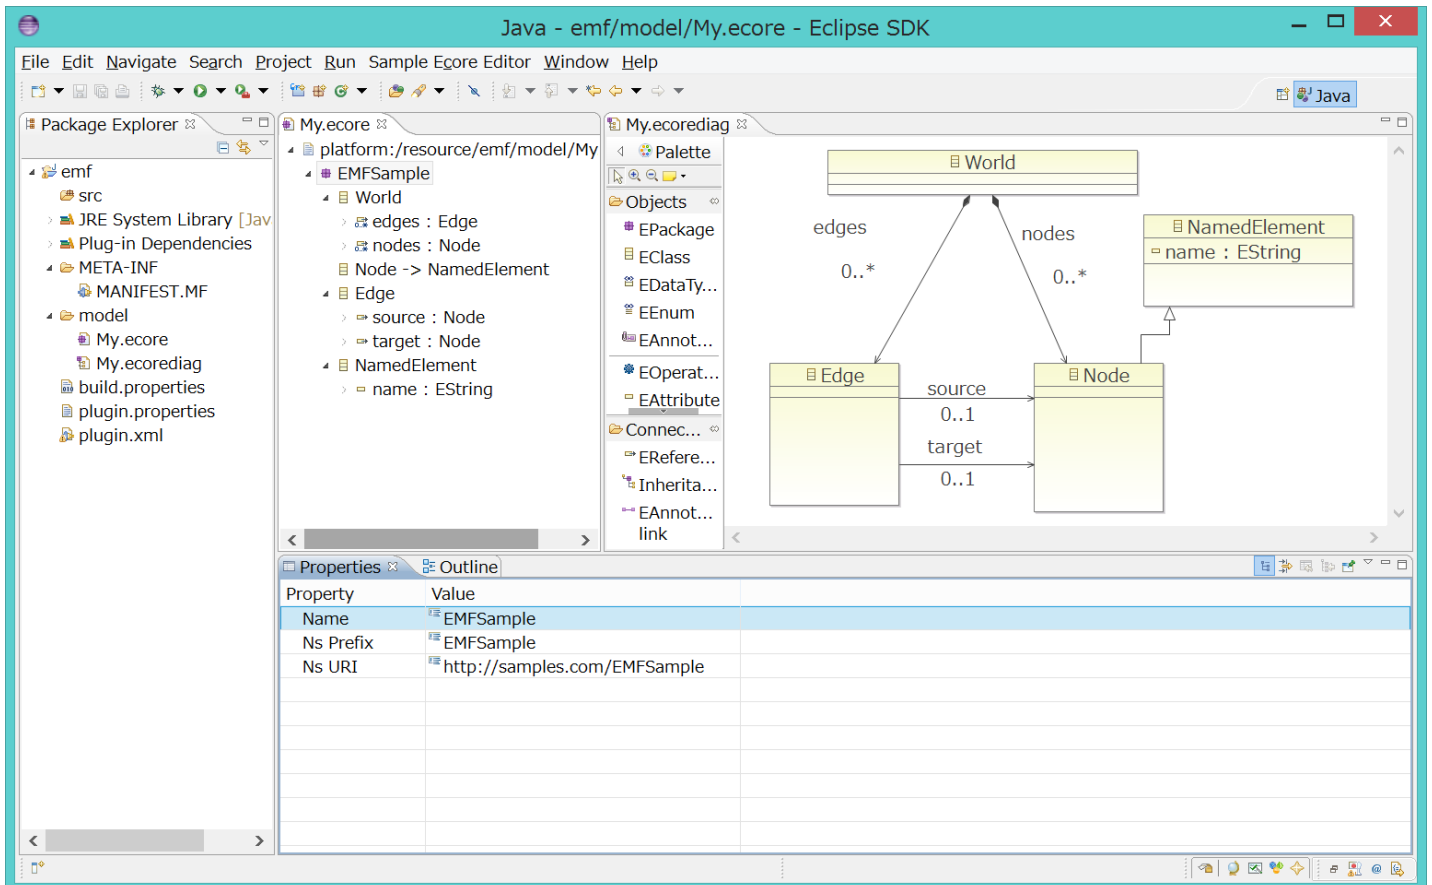 Java - emf/model/My.ecore - Eclipse SDK
File Edit Navigate Search Project Run Sample Ecore Editor Window Help
Java
Package Explorer
emf
src
JRE System Library [Jav
Plug-in Dependencies
META-INF
MANIFEST.MF
model
My.ecore
My.ecorediag
build.properties
plugin.properties
plugin.xml
My.ecore
platform:/resource/emf/model/My
EMFSample
World
edges : Edge
nodes : Node
Node -> NamedElement
Edge
source : Node
target : Node
NamedElement
name : EString
My.ecorediag
Palette
Objects
EPackage
EClass
EDataTy...
EEnum
EAnnot...
EOperat...
EAttribute
Connec...
ERefere...
Inherita...
EAnnot...
link
World
edges
0..*
nodes
0..*
NamedElement
name : EString
Edge
source
0..1
target
0..1
Node
Properties
Outline
Property Value
Name EMFSample
Ns Prefix EMFSample
Ns URI http://samples.com/EMFSample